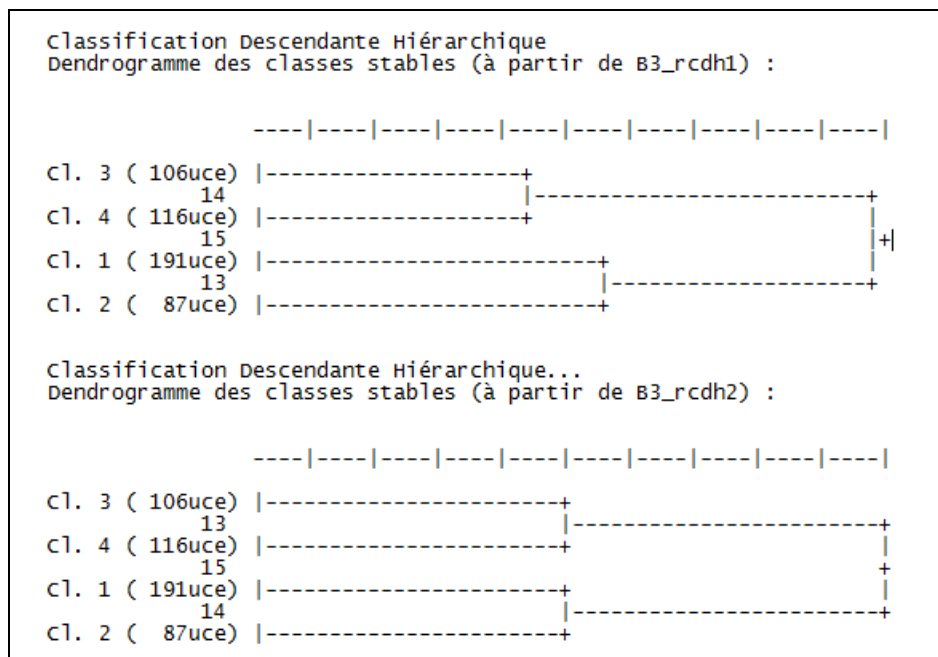 Classification Descendante Hiérarchique
Dendrogramme des classes stables (à partir de B3_rcdh1) :
----|----|----|----|----|----|----|----|----|----|
Cl. 3 ( 106uce) |--------------------+
14 |--------------------------+
Cl. 4 ( 116uce) |--------------------+ |
15 |+|
Cl. 1 ( 191uce) |--------------------------+ |
13 |--------------------+
Cl. 2 ( 87uce) |--------------------------+
Classification Descendante Hiérarchique...
Dendrogramme des classes stables (à partir de B3_rcdh2) :
----|----|----|----|----|----|----|----|----|----|
Cl. 3 ( 106uce) |-----------------------+
13 |------------------------+
Cl. 4 ( 116uce) |-----------------------+ |
15 +
Cl. 1 ( 191uce) |-----------------------+ |
14 |------------------------+
Cl. 2 ( 87uce) |-----------------------+